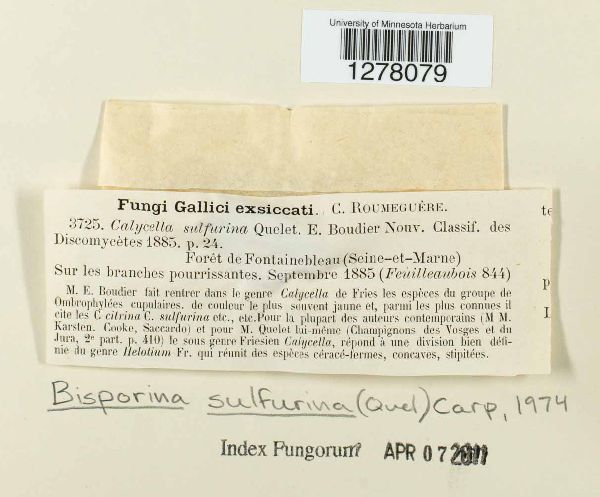 University of Minnesota Herbarium
1278079
Fungi Gallici exsiccati. C. ROUMEGUÈRE.
3725. Calycella sulfurina Quelet. E. Boudier Nouv. Classif. des
Discomycètes 1885. p. 24.
Forêt de Fontainebleau (Seine-et-Marne)
Sur les branches pourrissantes. Septembre 1885 (Feuilleaubois 844)
M. E. Boudier fait rentrer dans le genre Calycella de Fries les espèces du groupe de
Ombrophylées cupulaires, de couleur le plus souvent jaune et, parmi les plus connues il
cite les C citrina C. sulfurina etc., etc.Pour la plupart des auteurs contemporains (M M.
Karsten. Cooke, Saccardo) et pour M. Quelet lui-même (Champignons des Vosges et du
Jura, 2e part. p. 410) le sous genre Friesien Calycella, répond à une division bien défi-
nie du genre Helotium Fr. qui réunit des espèces céracé-fermes, concaves, stipitées.
te
P
I
Bisporina sulfurina (Quel) Carp, 1974
Index Fungorum APR 07